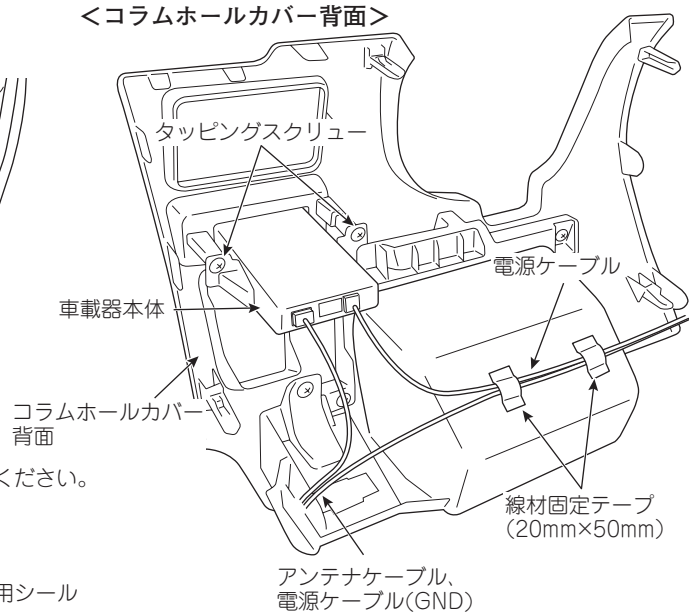 ＜コラムホールカバー背面＞
タッピングスクリュー
電源ケーブル
車載器本体
コラムホールカバー
背面
ください。
線材固定テープ
(20mm×50mm)
用シール
アンテナケーブル、
電源ケーブル(GND)